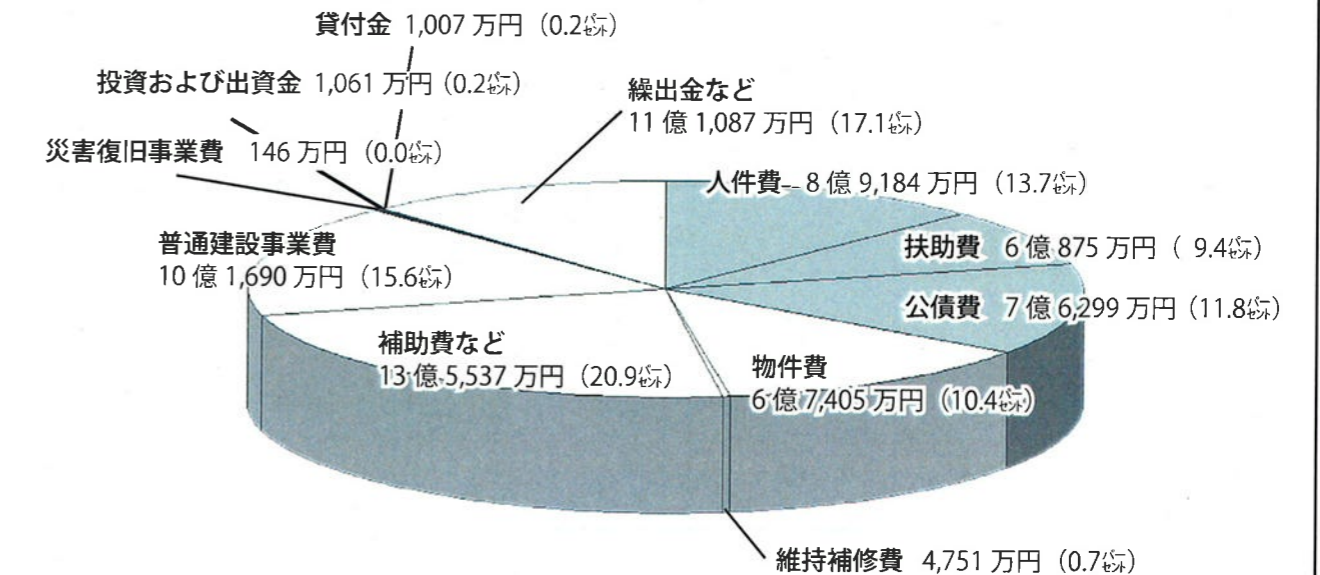 貸付金 1,007 万円（0.2㌫）
投資および出資金 1,061 万円（0.2㌫）
繰出金など
11 億 1,087 万円（17.1㌫）
災害復旧事業費 146 万円（0.0㌫）
人件費 8 億 9,184 万円（13.7㌫）
普通建設事業費
10 億 1,690 万円（15.6㌫）
扶助費 6 億 875 万円（ 9.4㌫）
公債費 7 億 6,299 万円（11.8㌫）
補助費など
13 億 5,537 万円（20.9㌫）
物件費
6 億 7,405 万円（10.4㌫）
維持補修費 4,751 万円（0.7㌫）